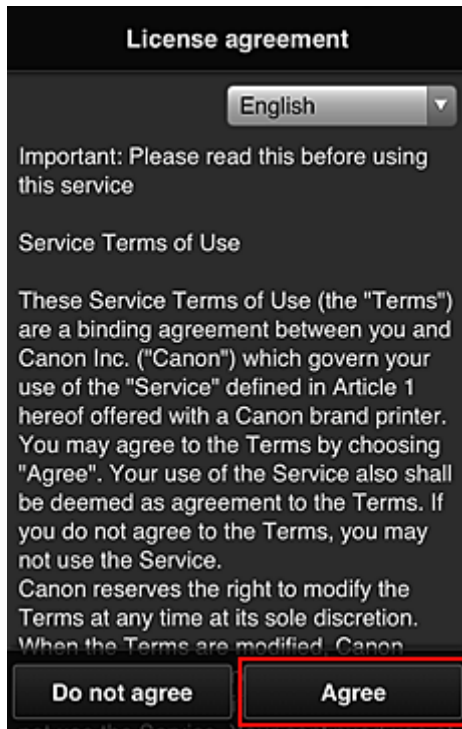 License agreement
English
Important: Please read this before using
this service
Service Terms of Use
These Service Terms of Use (the "Terms")
are a binding agreement between you and
Canon Inc. ("Canon") which govern your
use of the "Service" defined in Article 1
hereof offered with a Canon brand printer.
You may agree to the Terms by choosing
"Agree". Your use of the Service also shall
be deemed as agreement to the Terms. If
you do not agree to the Terms, you may
not use the Service.
Canon reserves the right to modify the
Terms at any time at its sole discretion.
When the Terms are modified, Canon
Do not agree
Agree